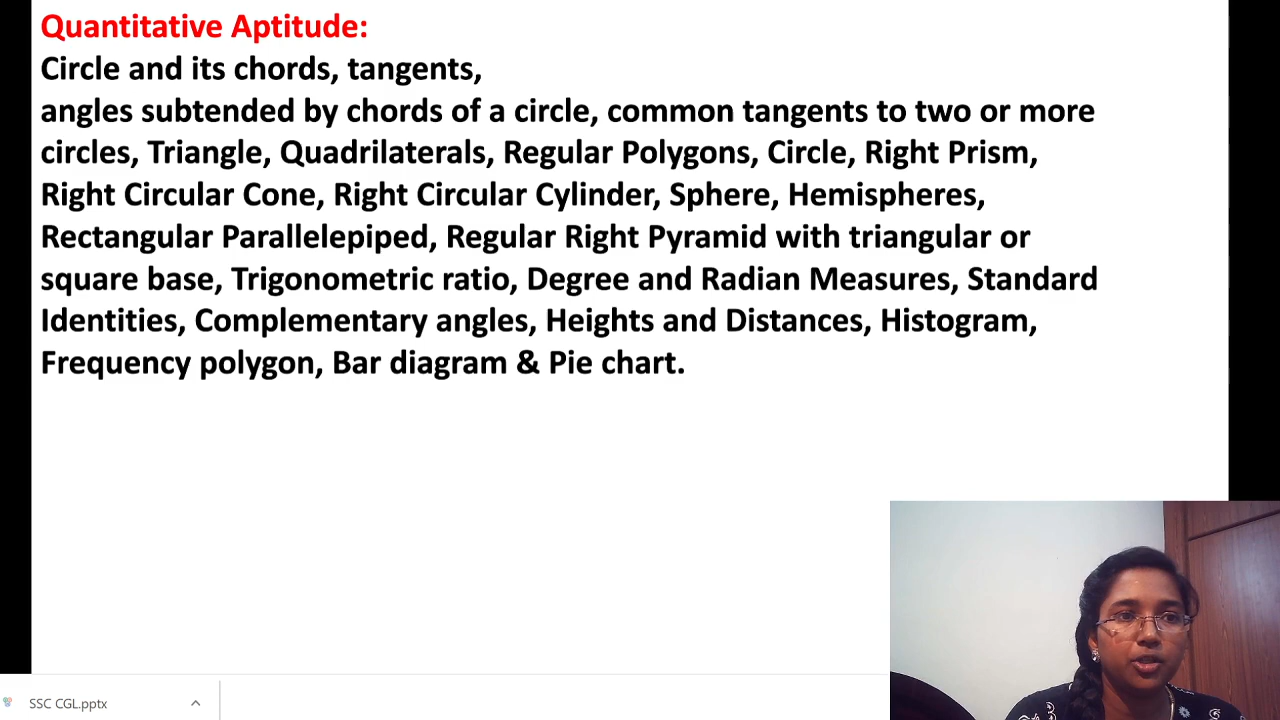 Quantitative Aptitude:
Circle and its chords, tangents,
angles subtended by chords of a circle, common tangents to two or more
circles, Triangle, Quadrilaterals, Regular Polygons, Circle, Right Prism,
Right Circular Cone, Right Circular Cylinder, Sphere, Hemispheres,
Rectangular Parallelepiped, Regular Right Pyramid with triangular or
square base, Trigonometric ratio, Degree and Radian Measures, Standard
Identities, Complementary angles, Heights and Distances, Histogram,
Frequency polygon, Bar diagram & Pie chart.
SSC CGL.pptx